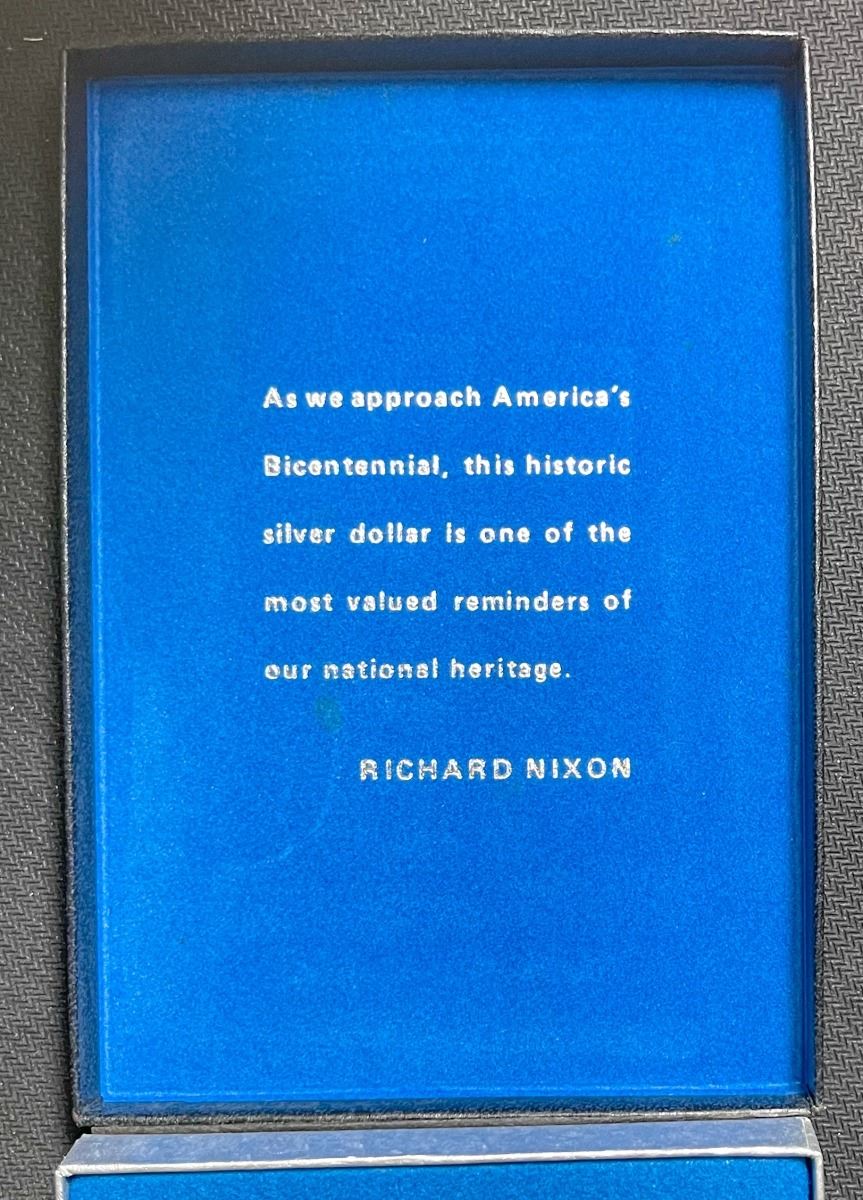 As we approach America's
Bicentennial, this historic
silver dollar is one of the
most valued reminders of
our national heritage.
RICHARD NIXON